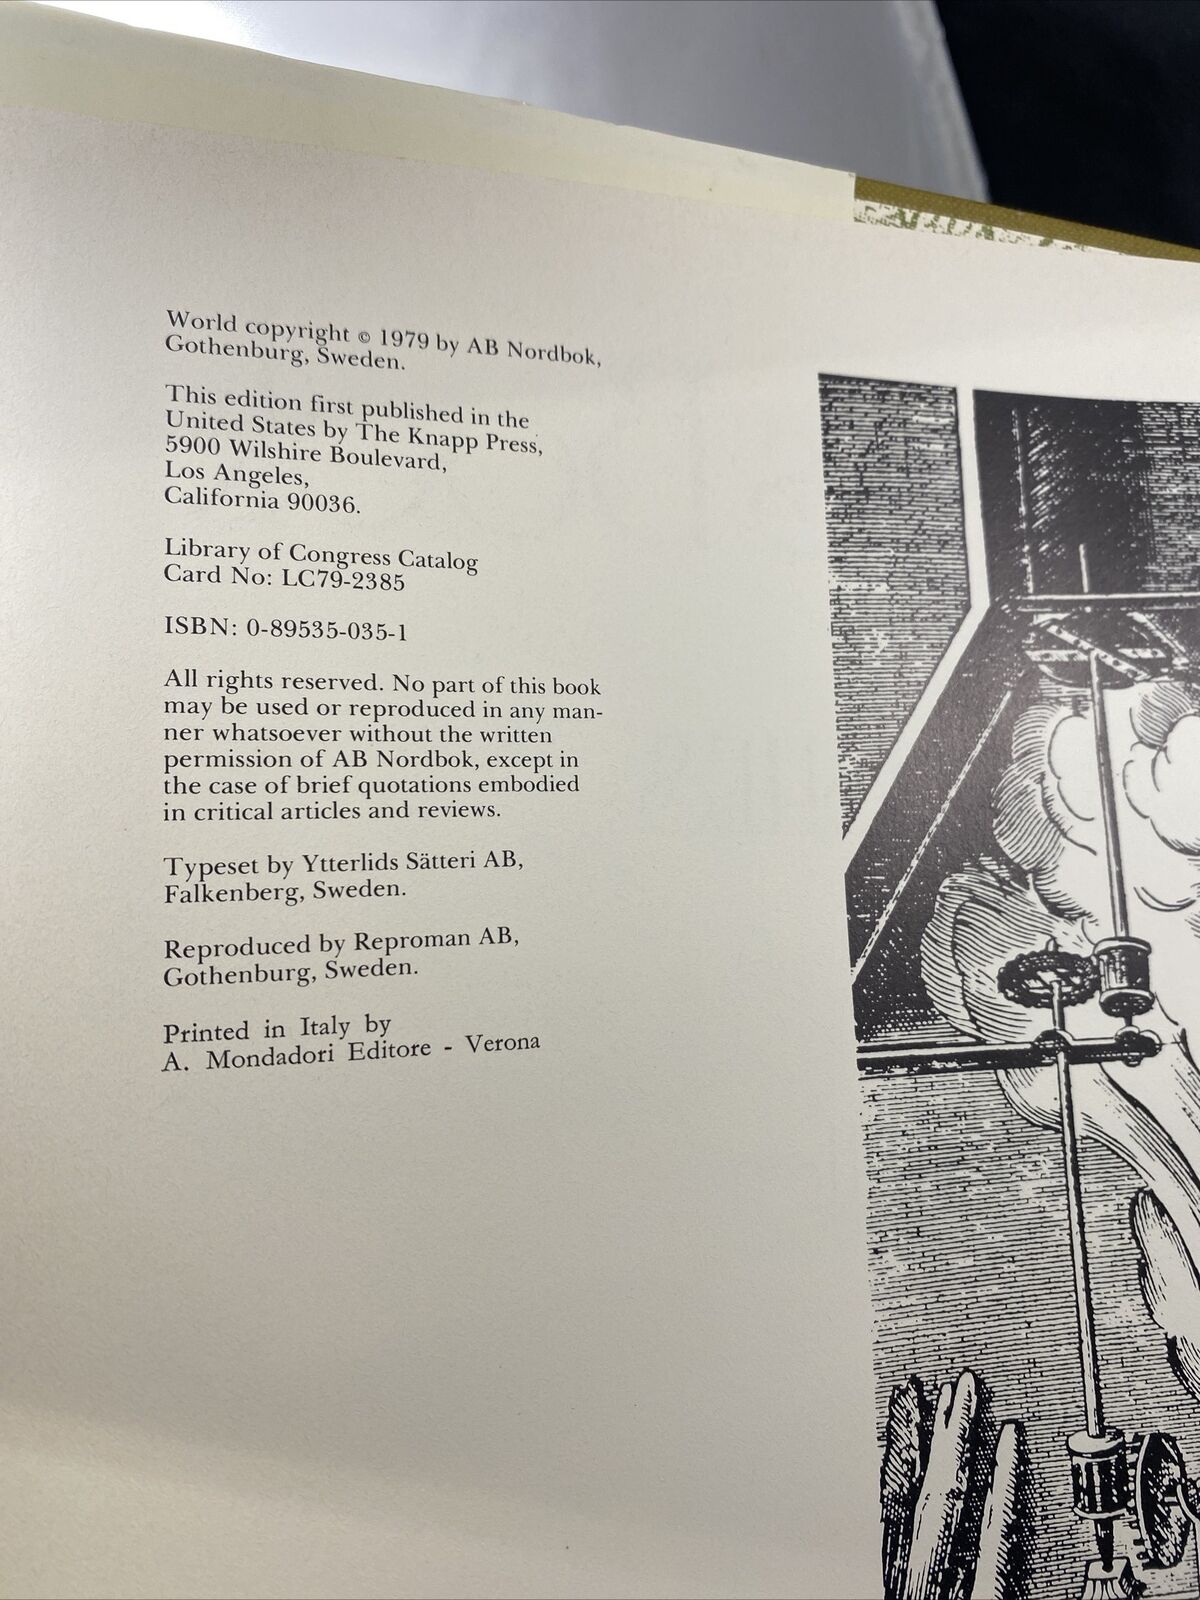 World copyright © 1979 by AB Nordbok,
Gothenburg, Sweden.
This edition first published in the
United States by The Knapp Press,
5900 Wilshire Boulevard,
Los Angeles,
California 90036.
Library of Congress Catalog
Card No: LC79-2385
ISBN: 0-89535-035-1
All rights reserved. No part of this book
may be used or reproduced in any man-
ner whatsoever without the written
permission of AB Nordbok, except in
the case of brief quotations embodied
in critical articles and reviews.
Typeset by Ytterlids Sätteri AB,
Falkenberg, Sweden.
Reproduced by Reproman AB,
Gothenburg, Sweden.
Printed in Italy by
A. Mondadori Editore - Verona